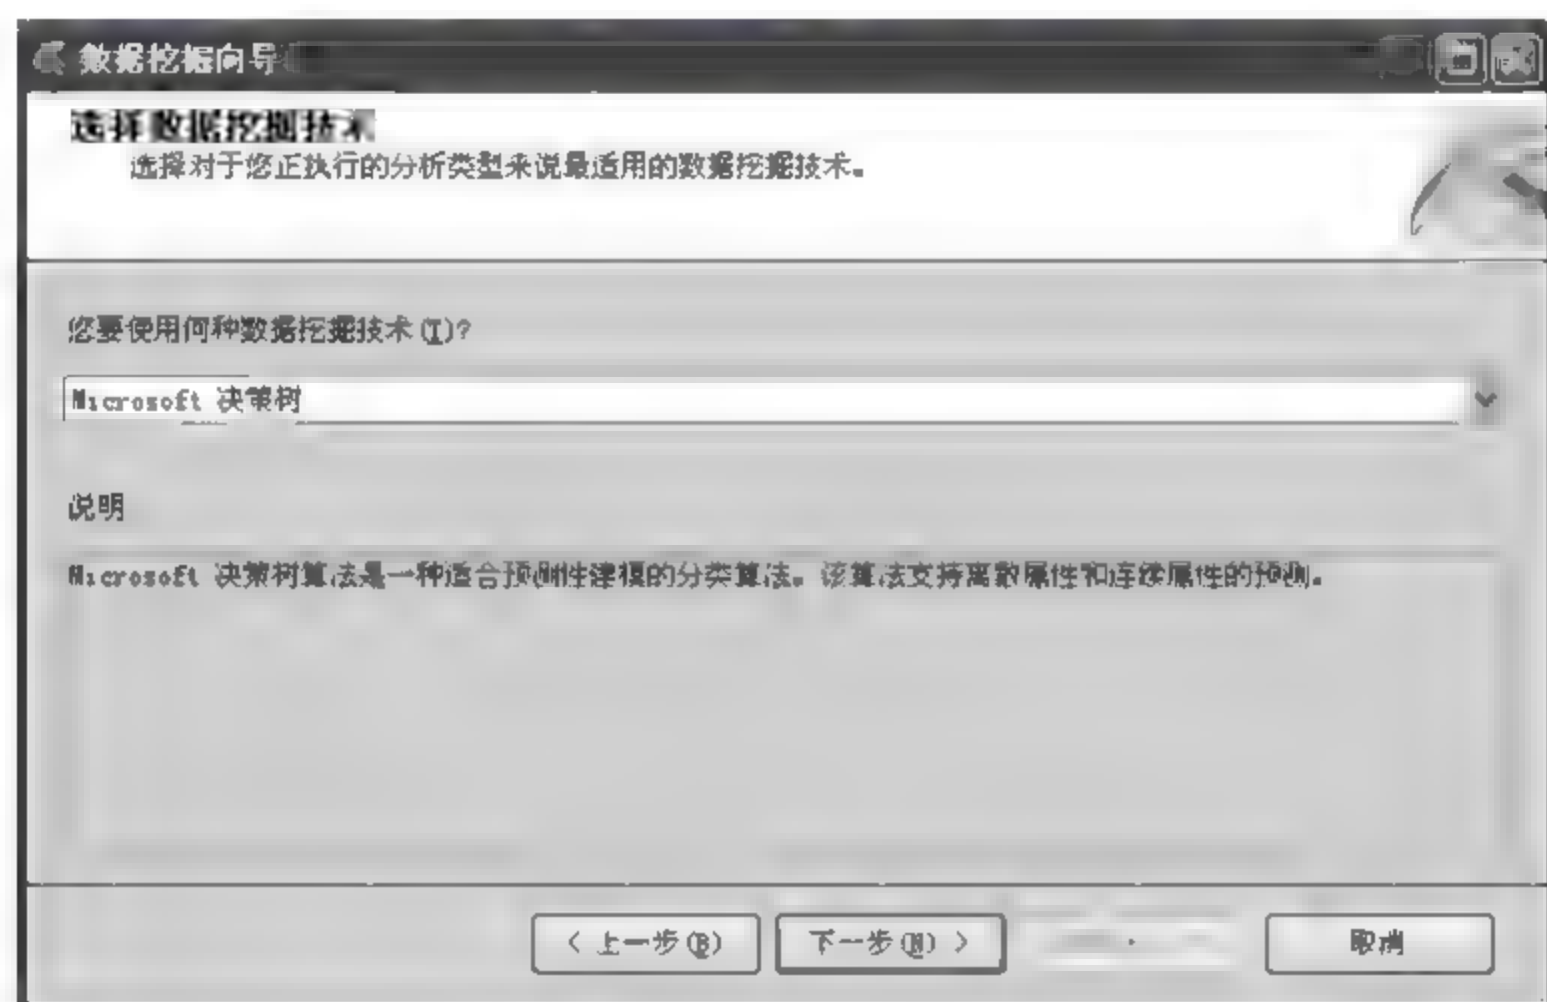 数据挖掘向导
选择数据挖掘技术
选择对于您正执行的分析类型来说最适用的数据挖掘技术。
您要使用何种数据挖掘技术(T)?
Microsoft 决策树
说明
Microsoft 决策树算法是一种适合预测性建模的分类算法。该算法支持离散属性和连续属性的预测。
< 上一步(B) 下一步(N) > 取消